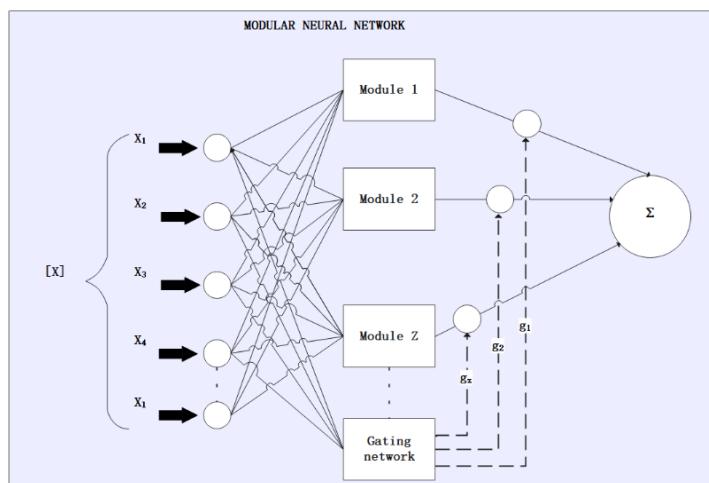 MODULAR NEURAL NETWORK
Module 1
X₁
X₂
Module 2
Σ
[X]
X₃
X₄
Module Z
g₁
g₂
gz
X₁
Gating
network